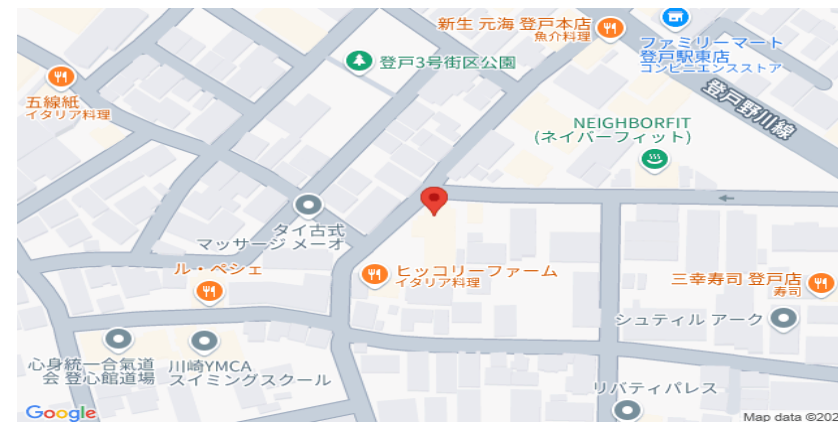 新生 元海 登戸本店
魚介料理
ファミリーマート
登戸駅東店
コンビニエンスストア
登戸3号街区公園
五線紙
イタリア料理
登戸野川線
NEIGHBORFIT
(ネイバーフィット)
タイ古式
マッサージ メーオ
ル・ペシェ
ヒッコリーファーム
イタリア料理
三幸寿司 登戸店
寿司
シュティル アーク
心身統一合氣道
会 登心館道場
川崎YMCA
スイミングスクール
リバティパレス
Google
Map data ©202